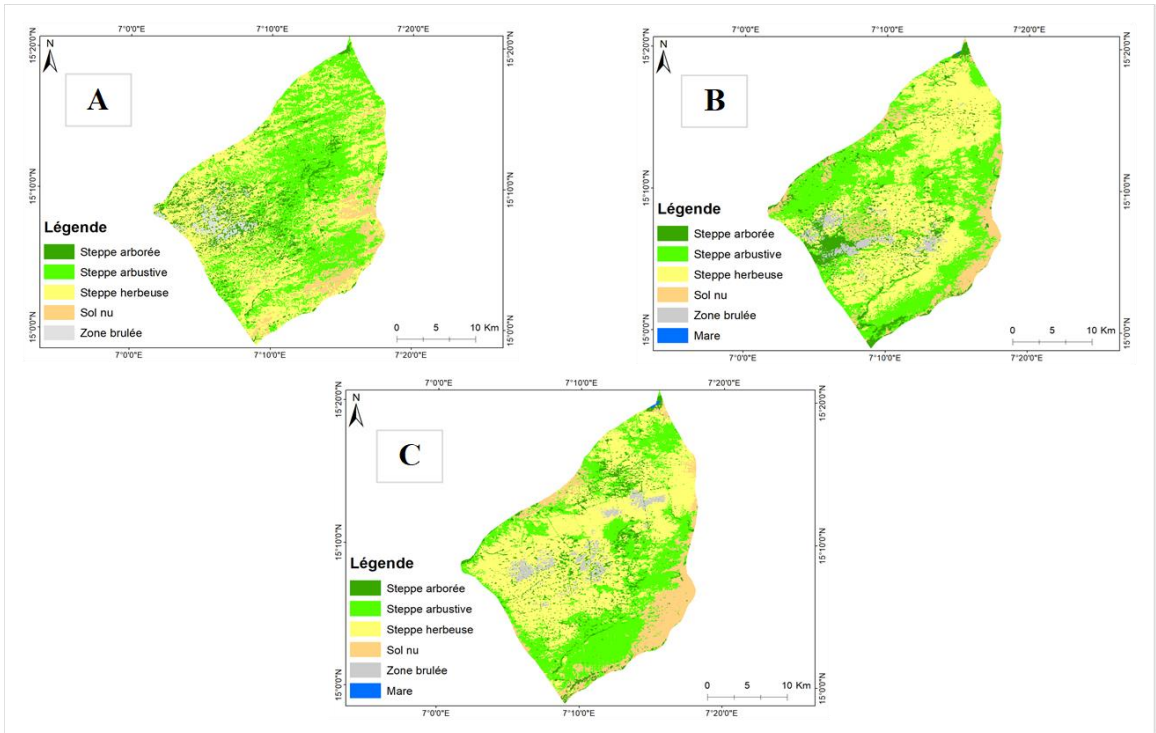 7°0'0"E 7°10'0"E 7°20'0"E
15°20'0"N 15°20'0"N
N
A
15°10'0"N 15°10'0"N
Légende
Steppe arborée
Steppe arbustive
Steppe herbeuse
Sol nu
Zone brulée
15°0'0"N 15°0'0"N
0 5 10 Km
7°0'0"E 7°10'0"E 7°20'0"E
7°0'0"E 7°10'0"E 7°20'0"E
15°20'0"N 15°20'0"N
N
B
15°10'0"N 15°10'0"N
Légende
Steppe arborée
Steppe arbustive
Steppe herbeuse
Sol nu
Zone brulée
Mare
15°0'0"N 15°0'0"N
0 5 10 Km
7°0'0"E 7°10'0"E 7°20'0"E
7°0'0"E 7°10'0"E 7°20'0"E
15°20'0"N 15°20'0"N
N
C
15°10'0"N 15°10'0"N
Légende
Steppe arborée
Steppe arbustive
Steppe herbeuse
Sol nu
Zone brulée
Mare
15°0'0"N 15°0'0"N
0 5 10 Km
7°0'0"E 7°10'0"E 7°20'0"E